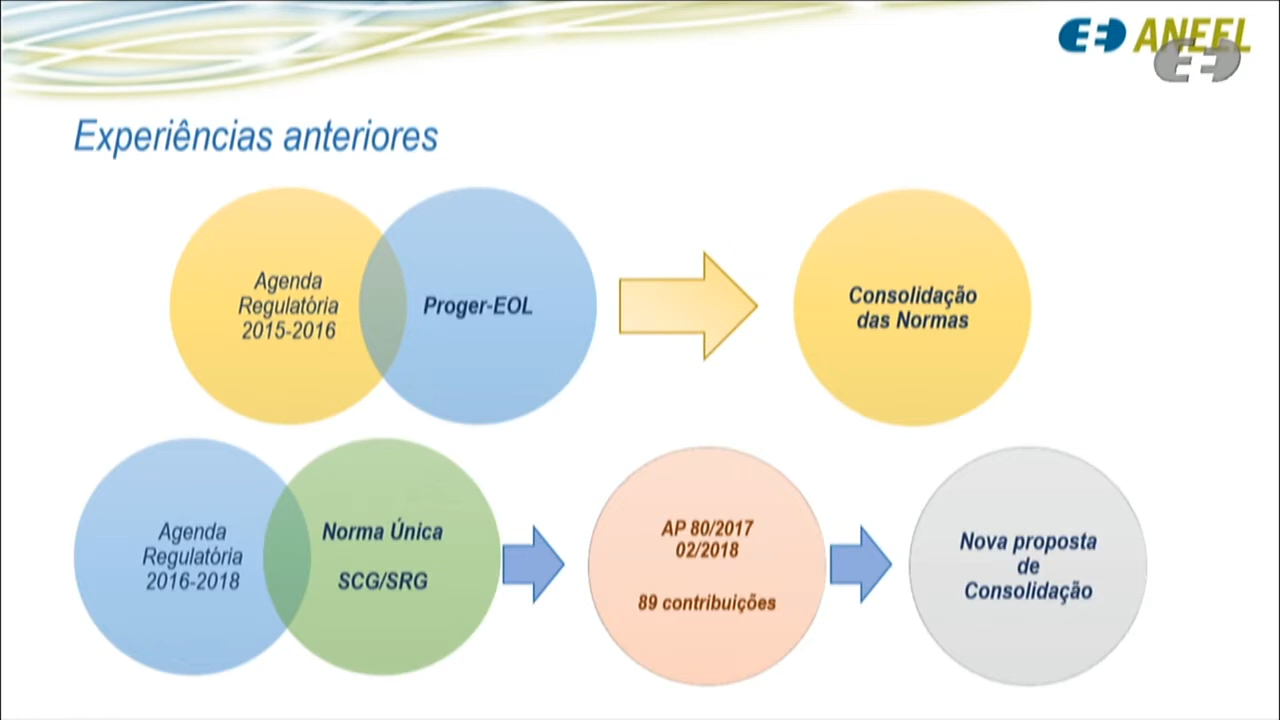 ANEEL
Experiências anteriores
Agenda
Regulatória
2015-2016
Proger-EOL
Consolidação
das Normas
Agenda
Regulatória
2016-2018
Norma Única
SCG/SRG
AP 80/2017
02/2018
89 contribuições
Nova proposta
de
Consolidação